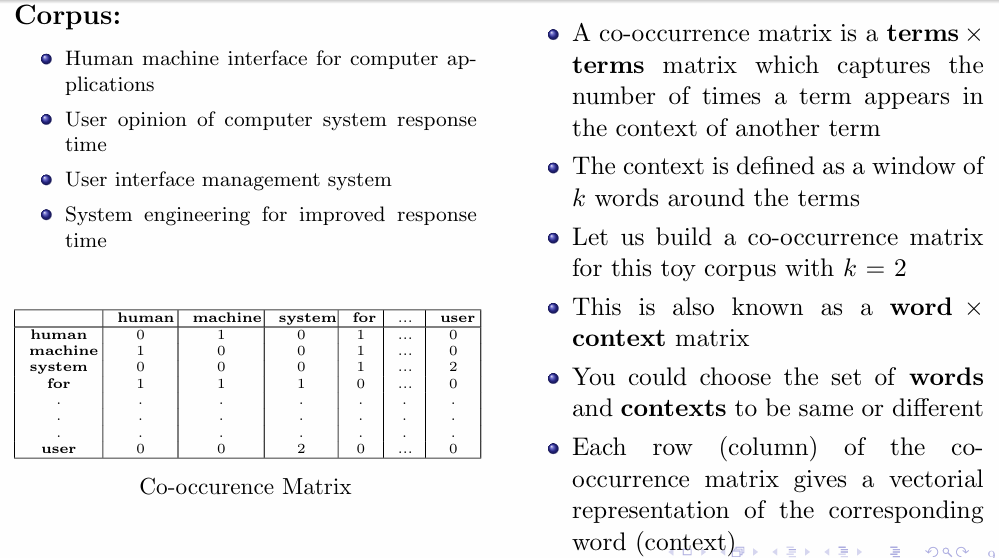 Corpus:
Human machine interface for computer ap-
plications
User opinion of computer system response
time
User interface management system
System engineering for improved response
time
human machine system for ... user
human 0 1 0 1 ... 0
machine 1 0 0 1 ... 0
system 0 0 0 1 ... 2
for 1 1 1 0 ... 0
. . . . . . .
. . . . . . .
. . . . . . .
user 0 0 2 0 ... 0
Co-occurence Matrix
A co-occurrence matrix is a terms ×
terms matrix which captures the
number of times a term appears in
the context of another term
The context is defined as a window of
k words around the terms
Let us build a co-occurrence matrix
for this toy corpus with k = 2
This is also known as a word ×
context matrix
You could choose the set of words
and contexts to be same or different
Each row (column) of the co-
occurrence matrix gives a vectorial
representation of the corresponding
word (context)
9